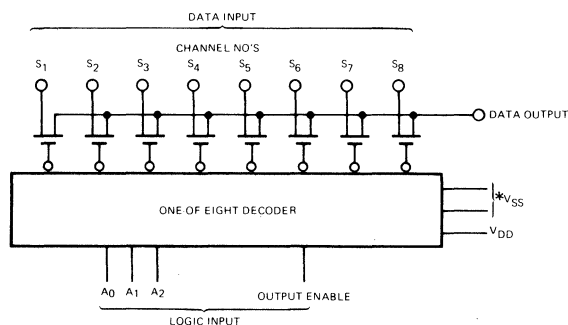 DATA INPUT
CHANNEL NO'S
S1 S2 S3 S4 S5 S6 S7 S8
DATA OUTPUT
ONE OF EIGHT DECODER
*VSS
VDD
A0 A1 A2 OUTPUT ENABLE
LOGIC INPUT